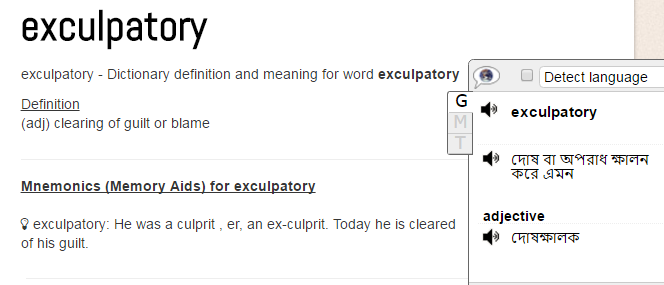 exculpatory
exculpatory - Dictionary definition and meaning for word exculpatory
Definition
(adj) clearing of guilt or blame
Mnemonics (Memory Aids) for exculpatory
exculpatory: He was a culprit , er, an ex-culprit. Today he is cleared
of his guilt.
Detect language
G
M
T
exculpatory
দোষ বা অপরাধ ক্ষালন
করে এমন
adjective
দোষক্ষালক